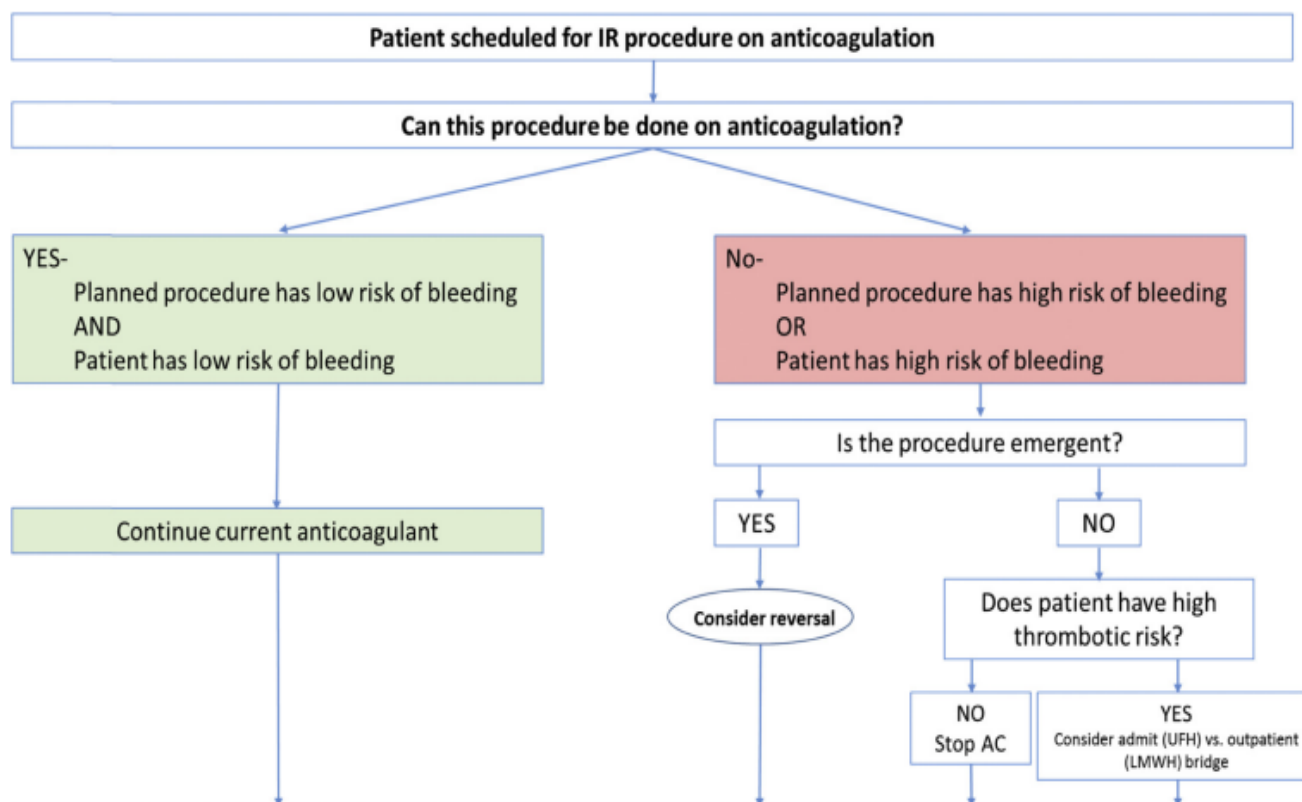 Patient scheduled for IR procedure on anticoagulation
Can this procedure be done on anticoagulation?
YES-
Planned procedure has low risk of bleeding
AND
Patient has low risk of bleeding
No-
Planned procedure has high risk of bleeding
OR
Patient has high risk of bleeding
Is the procedure emergent?
Continue current anticoagulant
YES
NO
Consider reversal
Does patient have high
thrombotic risk?
NO
Stop AC
YES
Consider admit (UFH) vs. outpatient
(LMWH) bridge